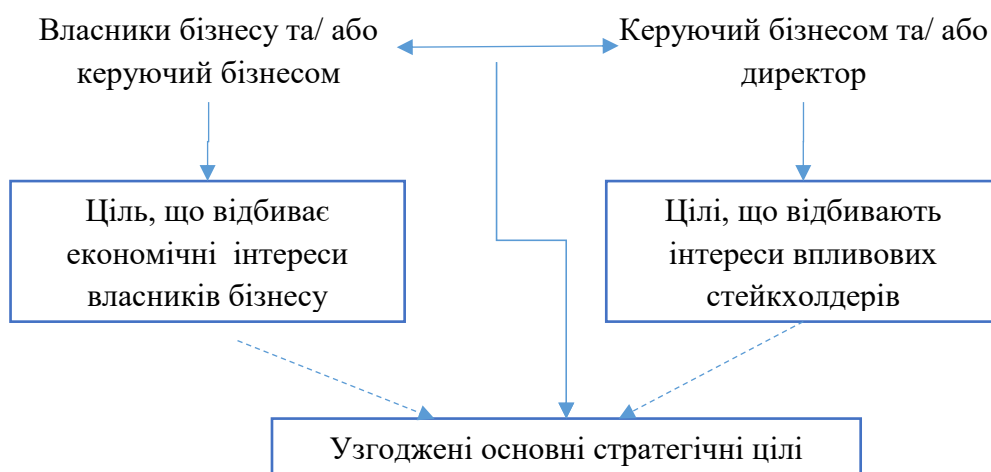 Власники бізнесу та/ або
керуючий бізнесом
Керуючий бізнесом та/ або
директор
Ціль, що відбиває
економічні інтереси
власників бізнесу
Цілі, що відбивають
інтереси впливових
стейкхолдерів
Узгоджені основні стратегічні цілі